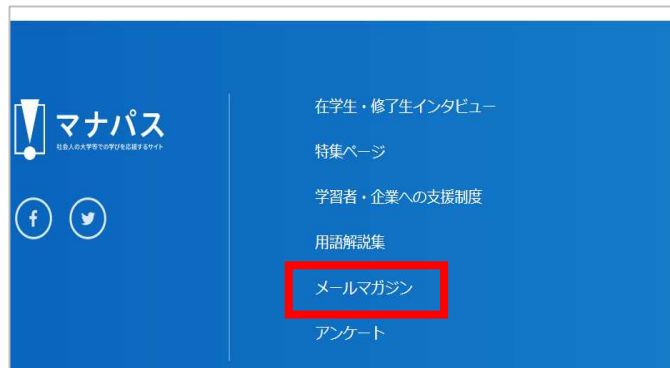 マナパス
社会人の大学等での学びを応援するサイト
在学生・修了生インタビュー
特集ページ
学習者・企業への支援制度
用語解説集
メールマガジン
アンケート